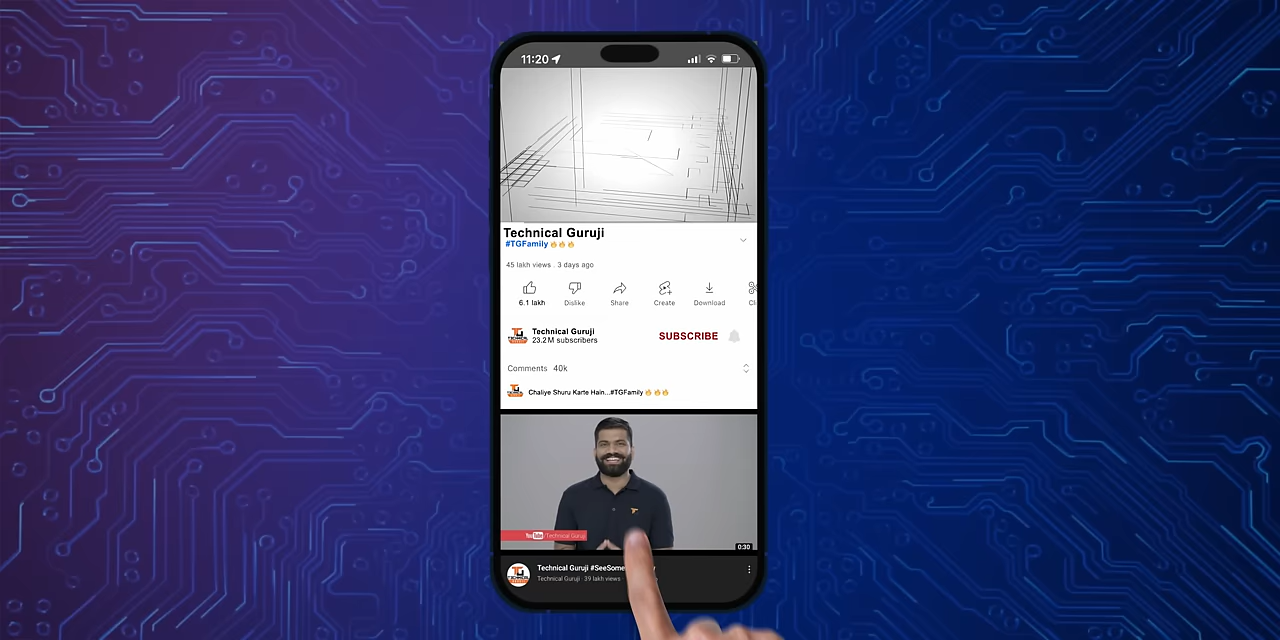 11:20
Technical Guruji
#TGFamily 🔥🔥🔥
45 lakh views . 3 days ago
6.1 lakh
Dislike
Share
Create
Download
Technical Guruji
23.2 M subscribers
SUBSCRIBE
Comments 40k
Chaliye Shuru Karte Hain...#TGFamily 🔥🔥🔥
YouTube Technical Guruji
0:30
Technical Guruji
Technical Guruji · 39 lakh views